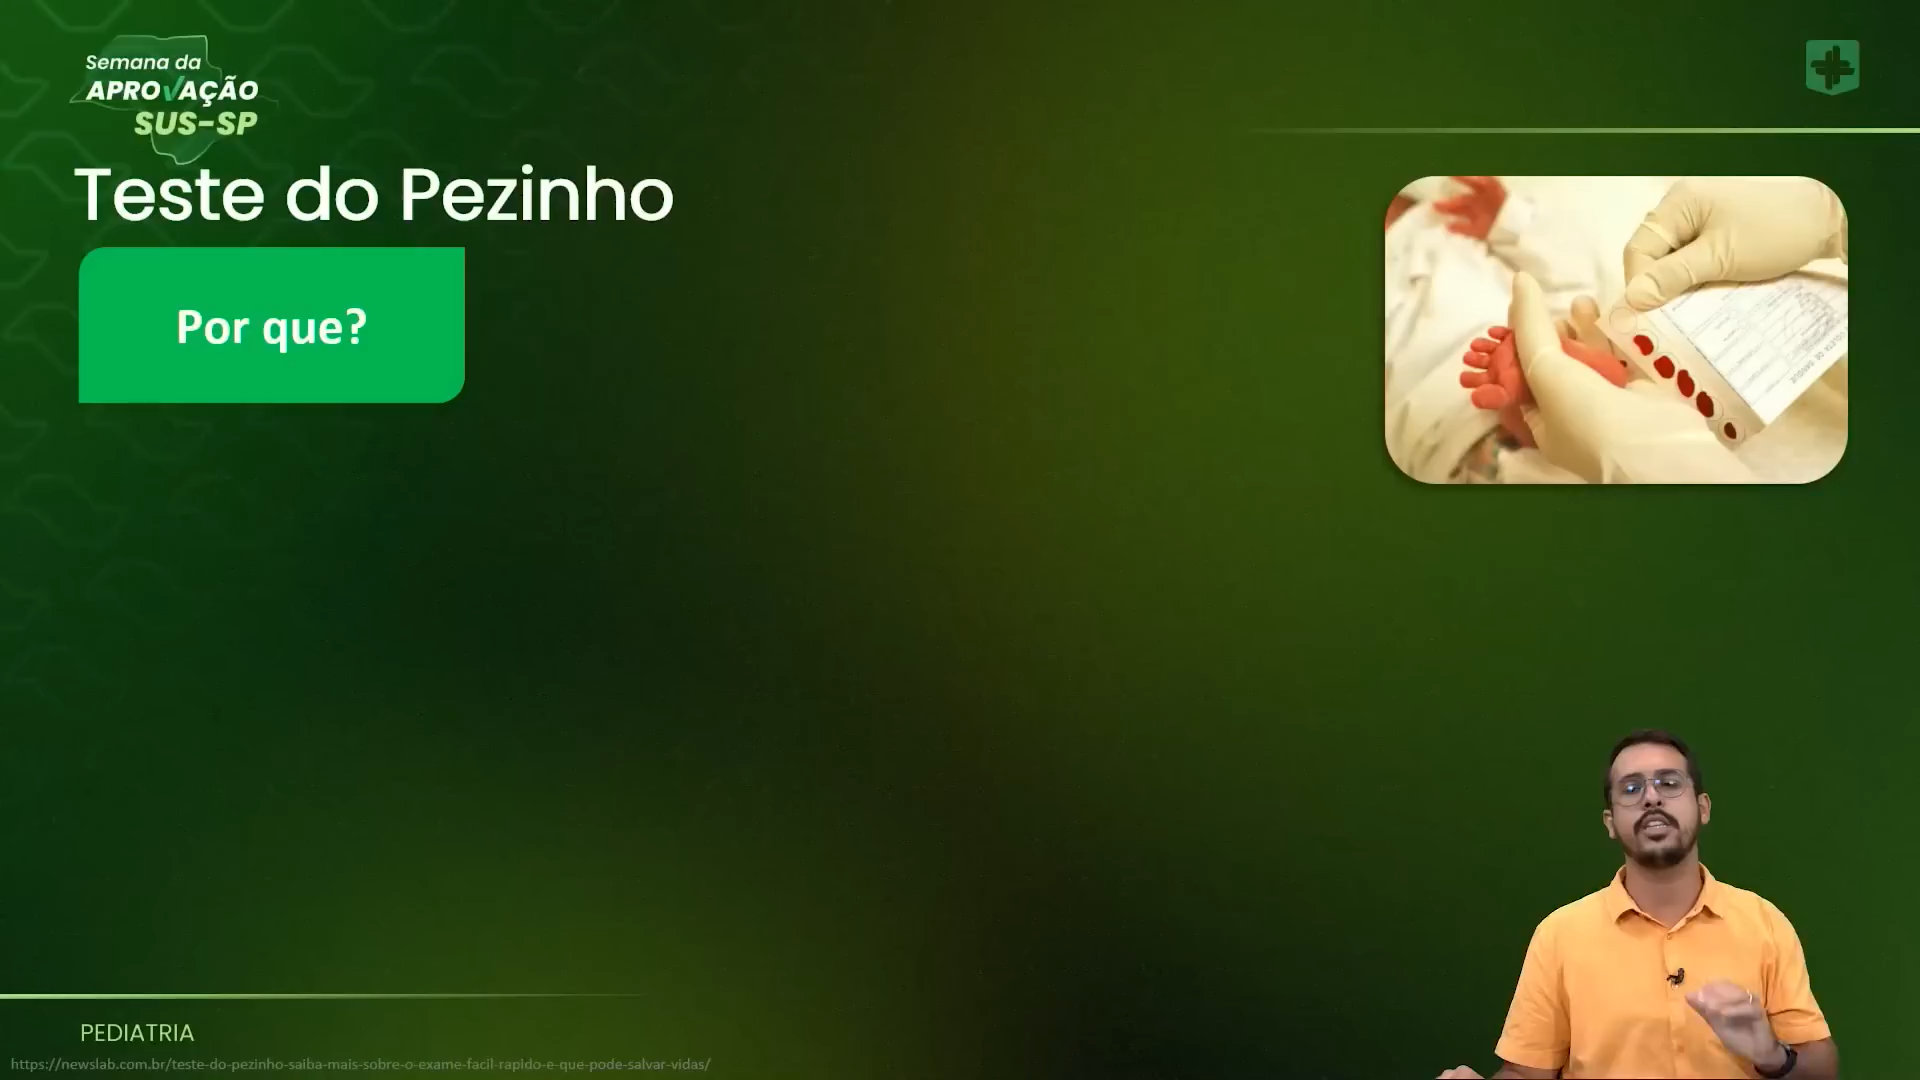 Semana da
APROVAÇÃO
SUS-SP
Teste do Pezinho
Por que?
PEDIATRIA
https://newslab.com.br/teste-do-pezinho-saiba-mais-sobre-o-exame-facil-rapido-e-que-pode-salvar-vidas/